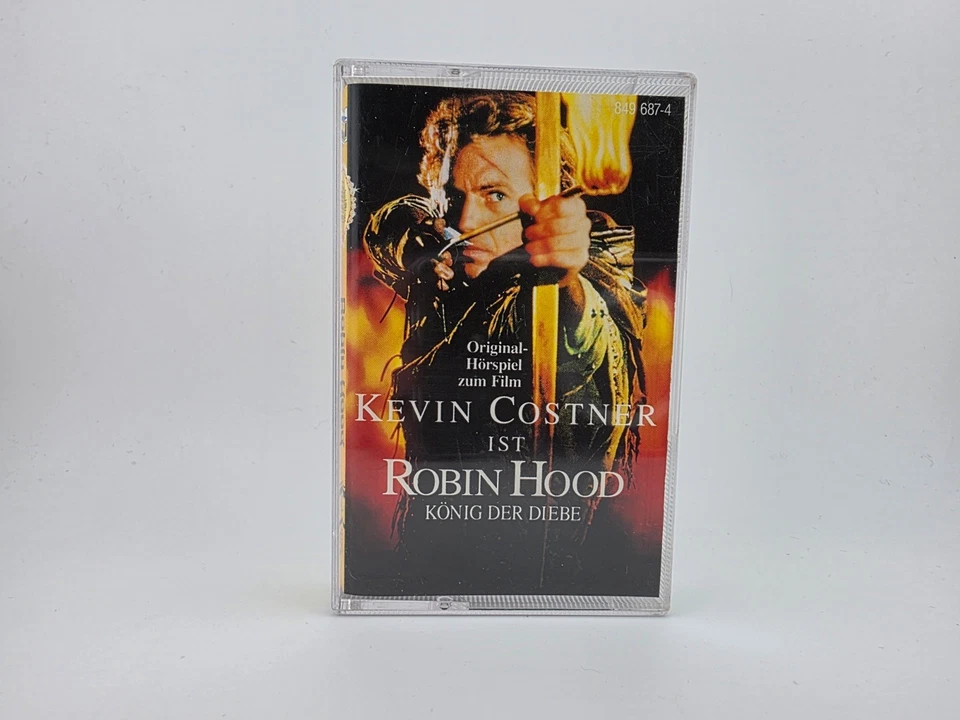 849 687-4
Original-
Hörspiel
zum Film
KEVIN COSTNER
IST
ROBIN HOOD
KÖNIG DER DIEBE